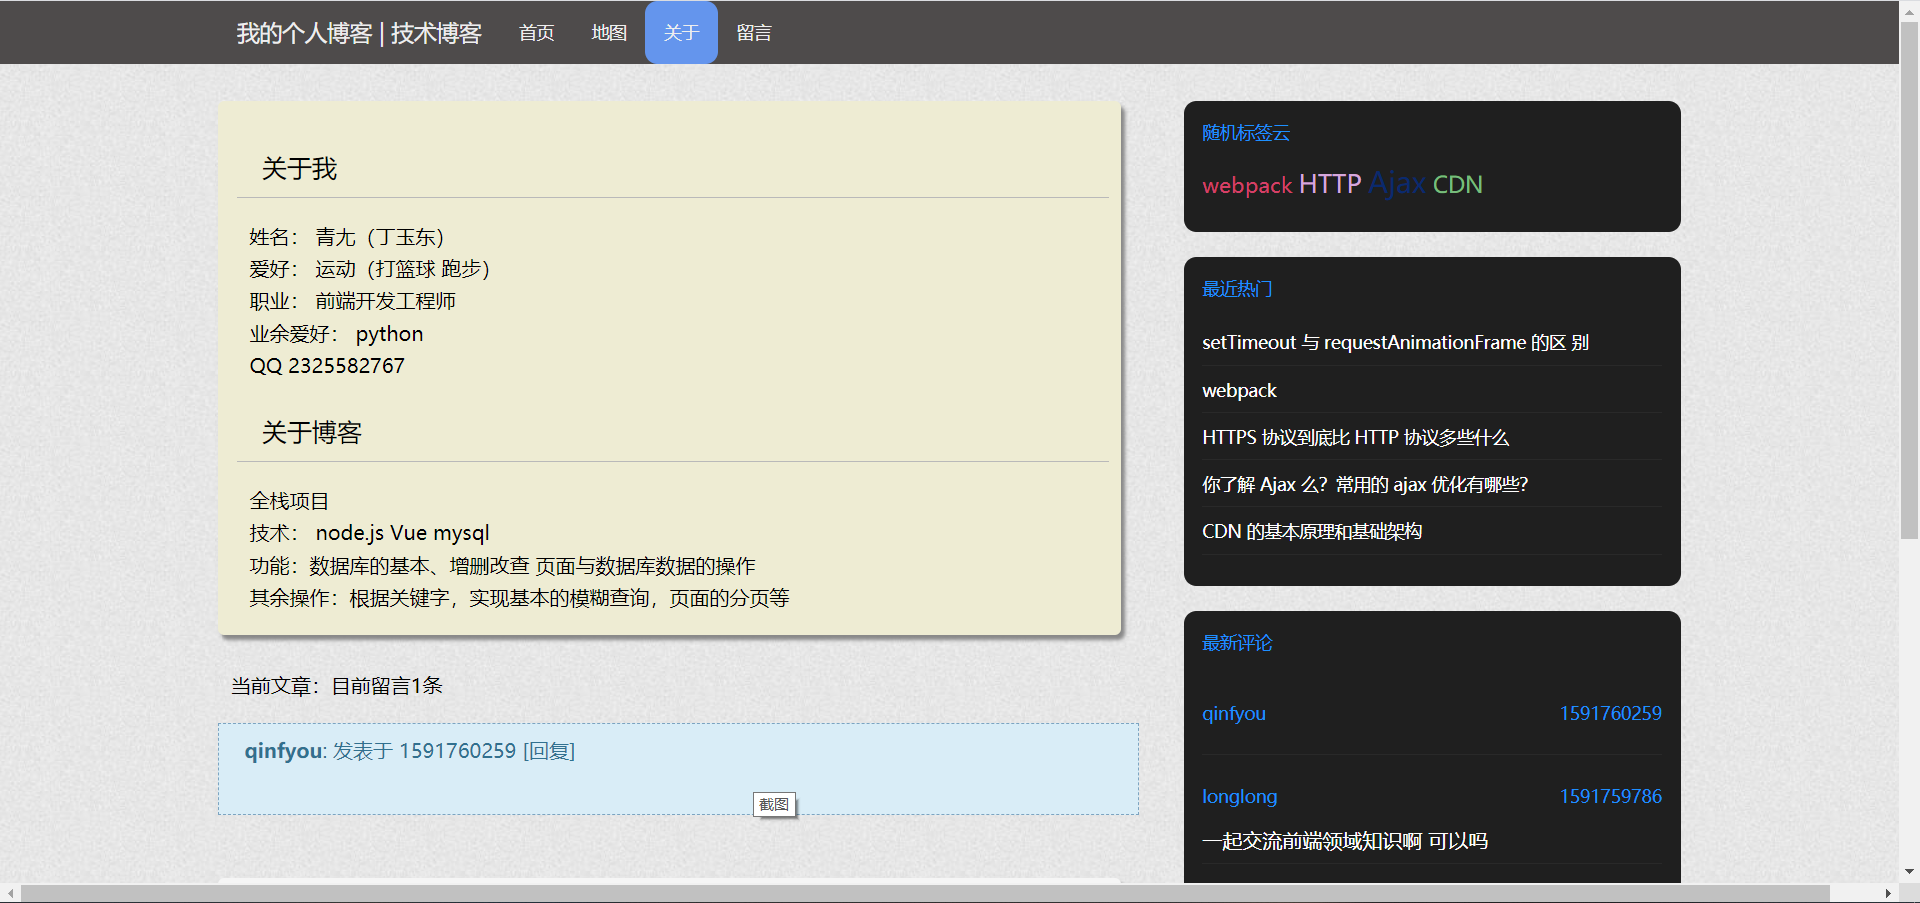 我的个人博客 | 技术博客 首页 地图 关于 留言
关于我
姓名： 青尢（丁玉东）
爱好： 运动（打篮球 跑步）
职业： 前端开发工程师
业余爱好： python
QQ 2325582767
关于博客
全栈项目
技术： node.js Vue mysql
功能：数据库的基本、增删改查 页面与数据库数据的操作
其余操作：根据关键字，实现基本的模糊查询，页面的分页等
当前文章：目前留言1条
qinfyou: 发表于 1591760259 [回复]
截图
随机标签云
webpack HTTP Ajax CDN
最近热门
setTimeout 与 requestAnimationFrame 的区 别
webpack
HTTPS 协议到底比 HTTP 协议多些什么
你了解 Ajax 么？常用的 ajax 优化有哪些？
CDN 的基本原理和基础架构
最新评论
qinfyou 1591760259
longlong 1591759786
一起交流前端领域知识啊 可以吗